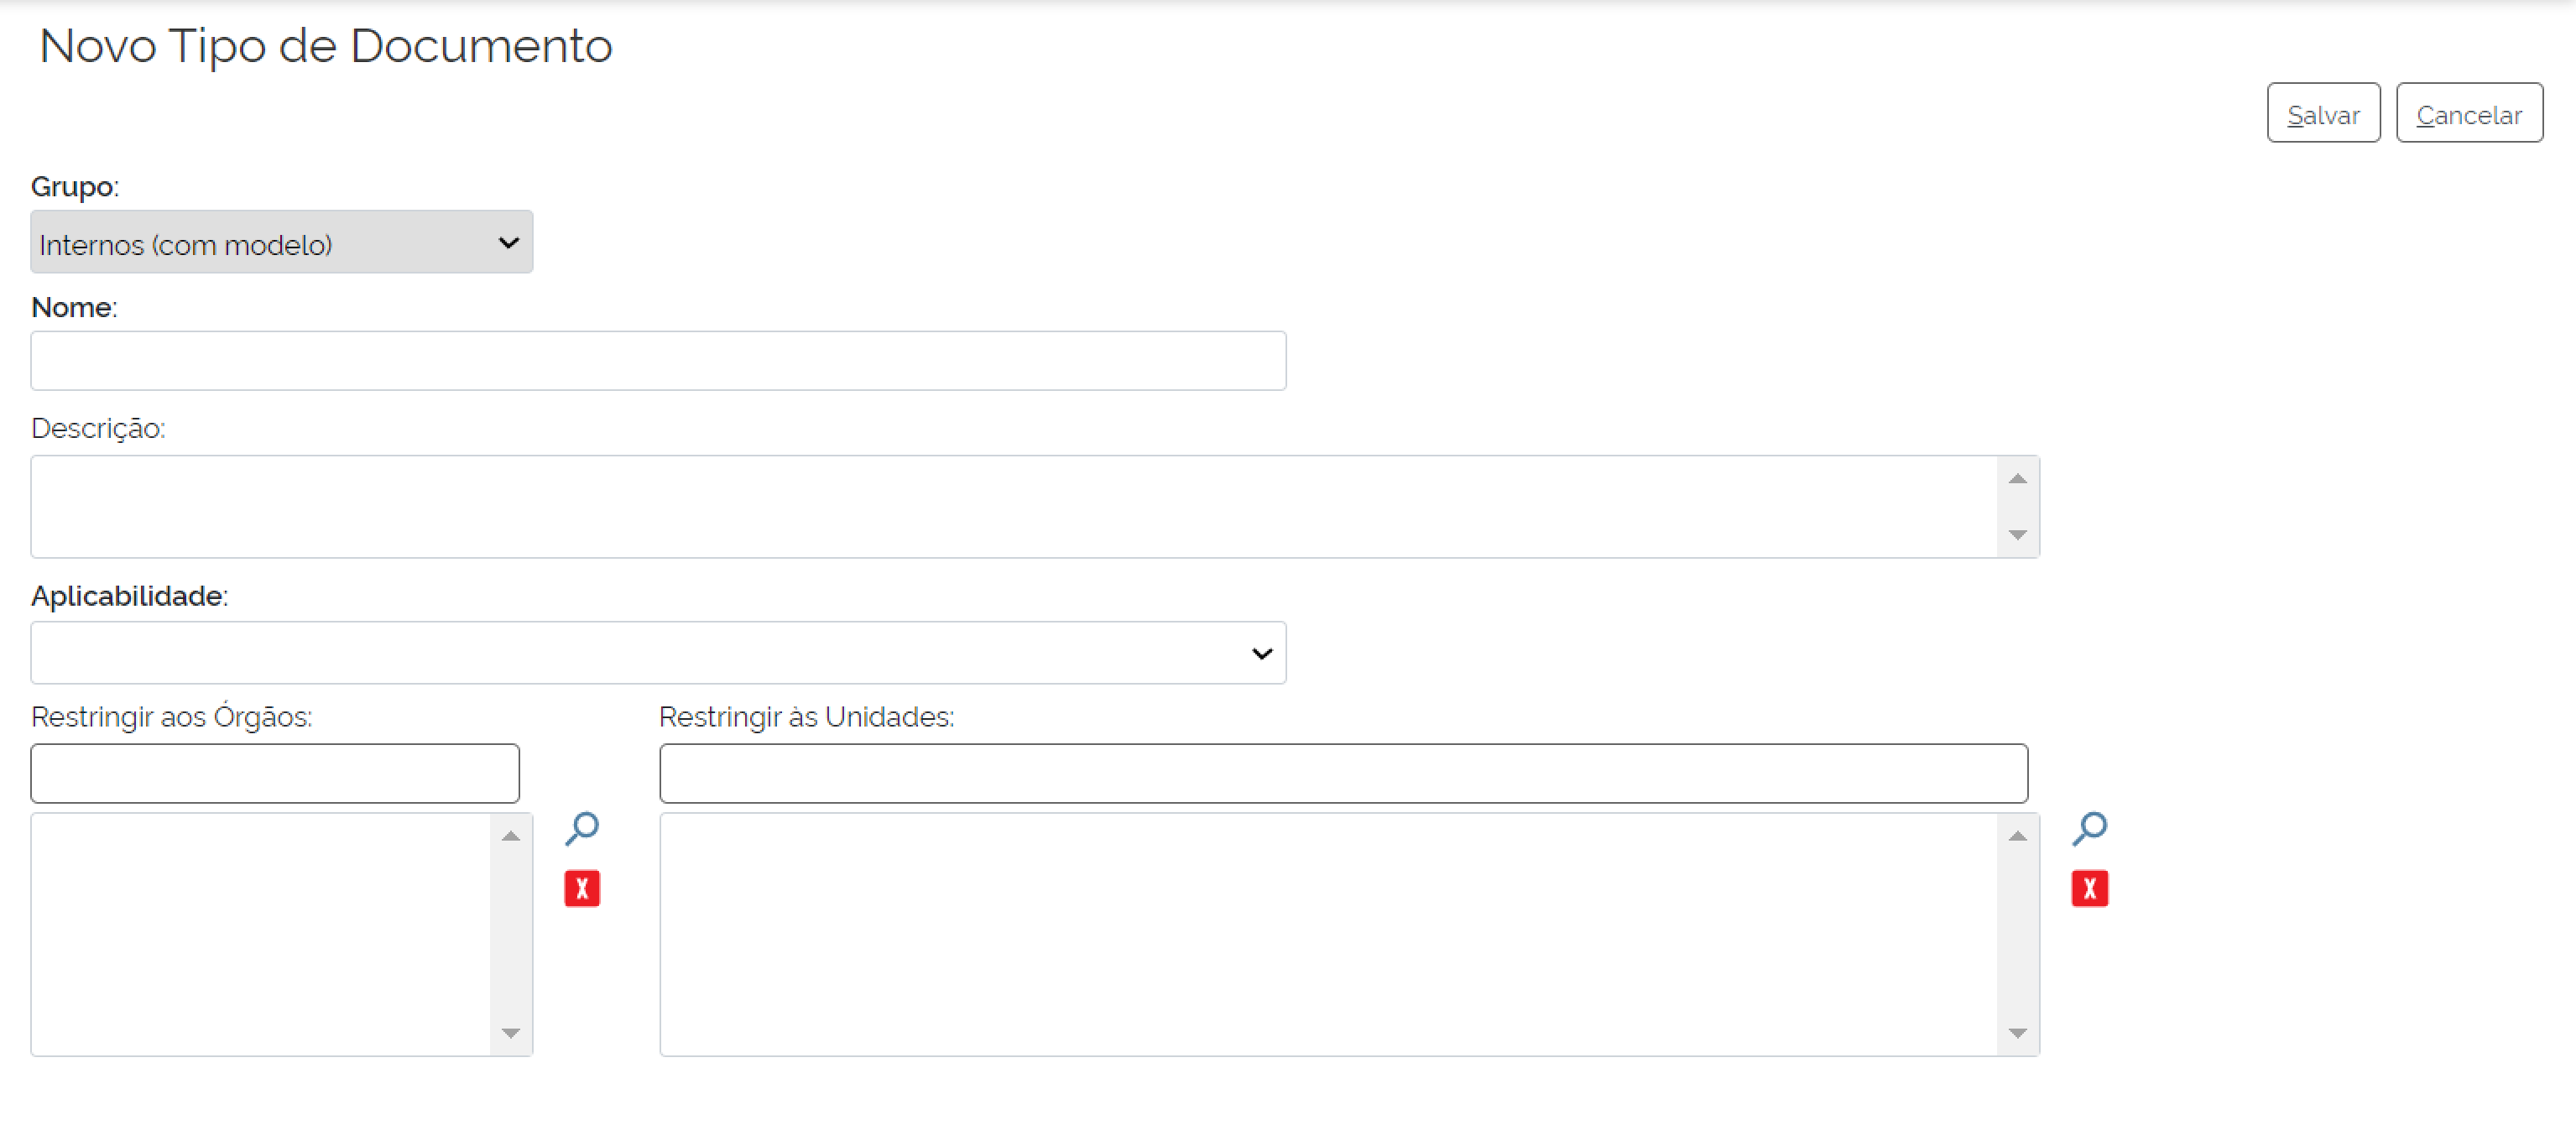 Novo Tipo de Documento
Salvar Cancelar
Grupo:
Internos (com modelo)
Nome:
Descrição:
Aplicabilidade:
Restringir aos Órgãos: Restringir às Unidades:
X X